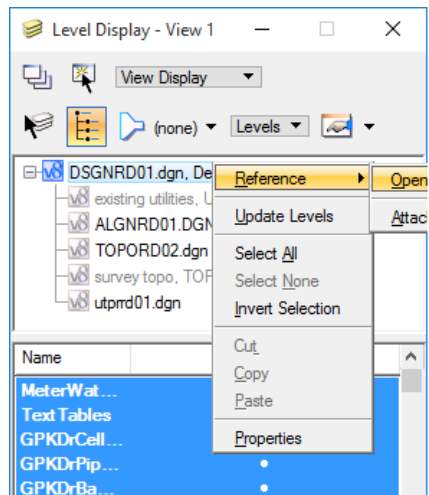 Level Display - View 1
View Display
(none) Levels
DSGNRD01.dgn, De
existing utilities, U
ALGNRD01.DGN
TOPORD02.dgn
survey topo, TOP
utprrd01.dgn
Reference Open
Update Levels Attac
Select All
Select None
Invert Selection
Cut
Copy
Paste
Properties
Name
MeterWat...
Text Tables
GPKDrCell...
GPKDrPip...
GPKDrBa...